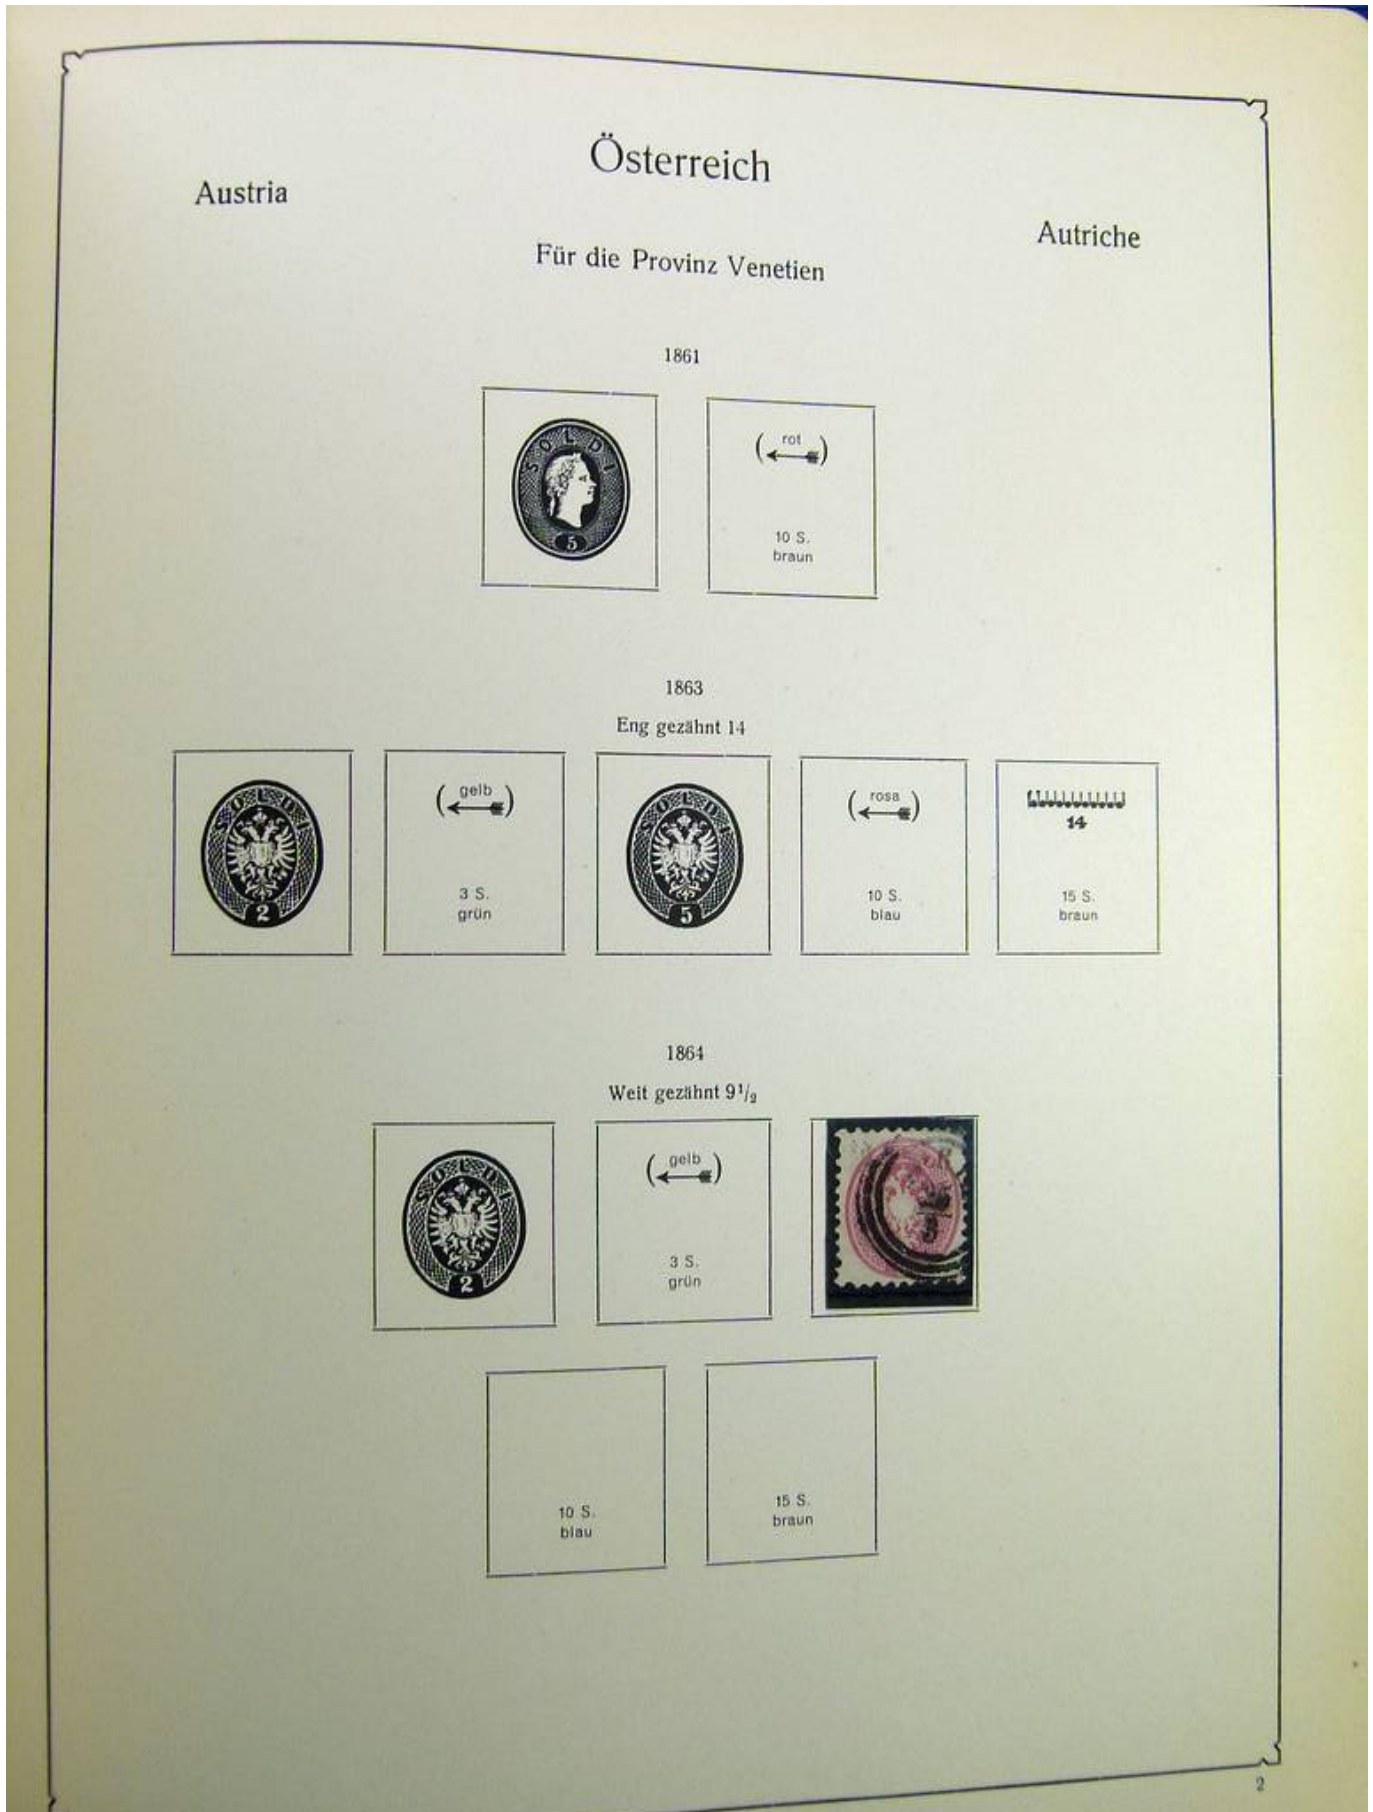 Österreich
Austria
Autriche
Für die Provinz Venetien
1861
SOLDI
5
(rot)
10 S.
braun
1863
Eng gezähnt 14
SOLDI
2
(gelb)
3 S.
grün
SOLDI
5
(rosa)
10 S.
blau
14
15 S.
braun
1864
Weit gezähnt 9½
SOLDI
2
(gelb)
3 S.
grün
10 S.
blau
15 S.
braun
2